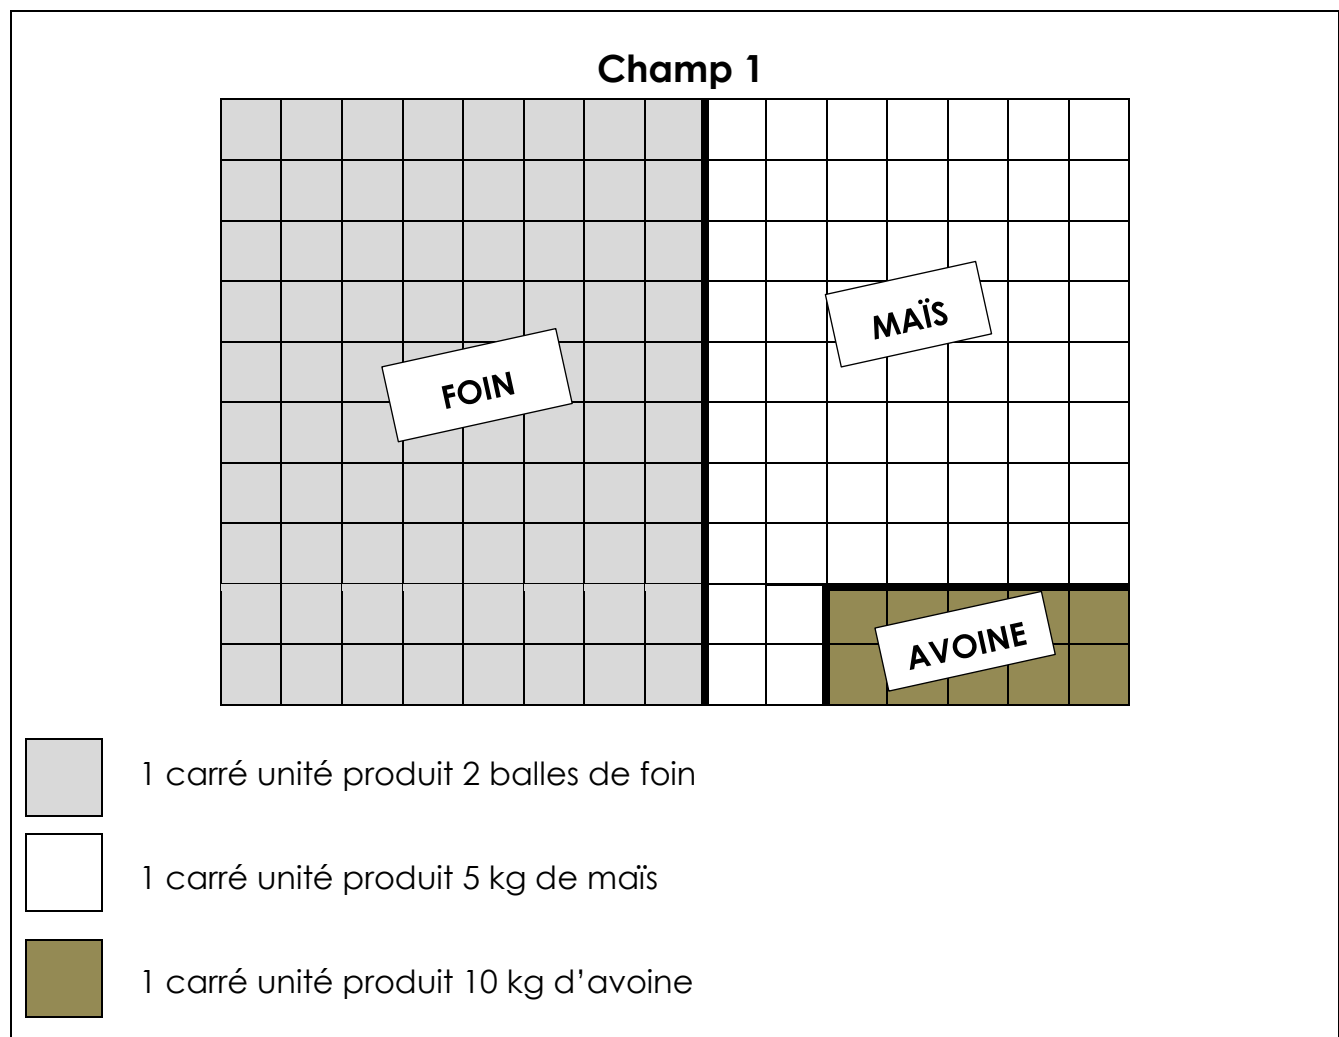 Champ 1
MAÏS
FOIN
AVOINE
1 carré unité produit 2 balles de foin
1 carré unité produit 5 kg de maïs
1 carré unité produit 10 kg d’avoine